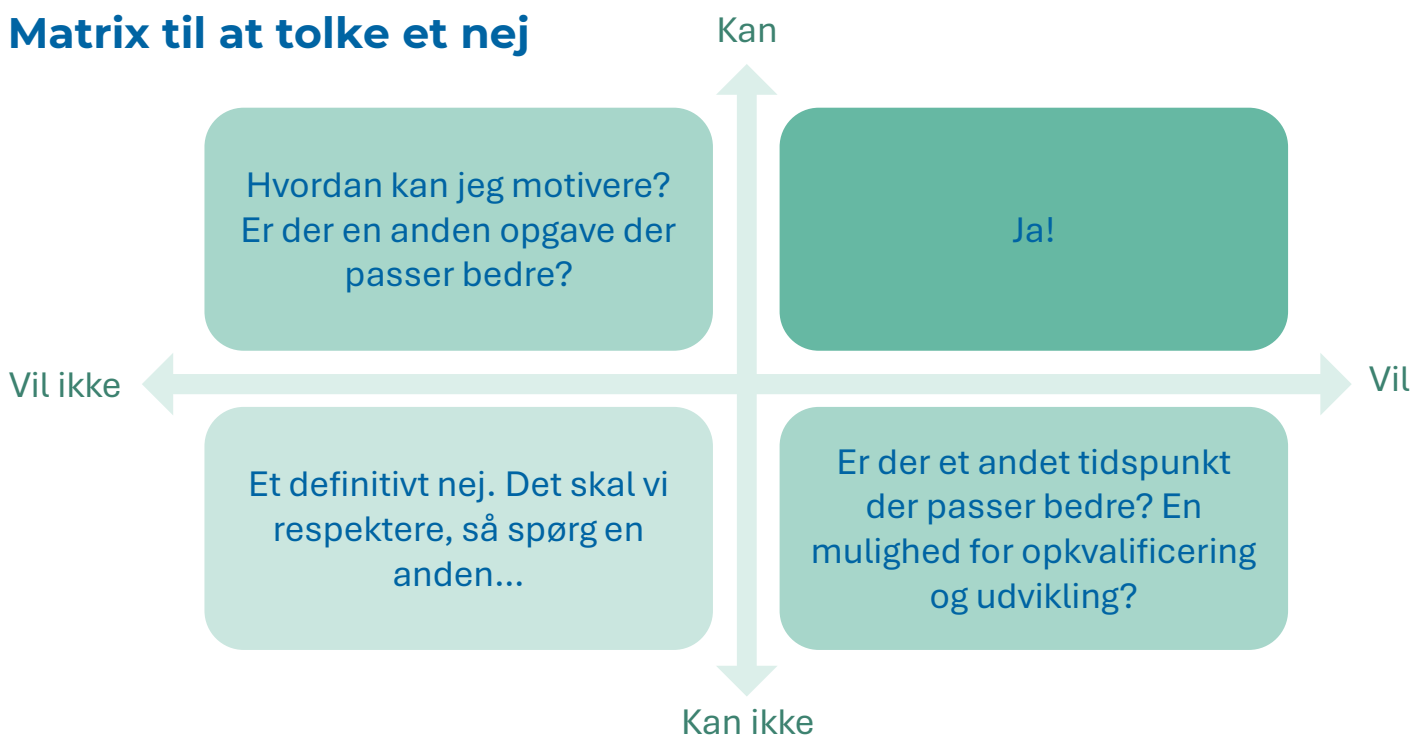 Matrix til at tolke et nej
Kan
Hvordan kan jeg motivere?
Er der en anden opgave der
passer bedre?
Ja!
Vil ikke
Vil
Et definitivt nej. Det skal vi
respektere, så spørg en
anden...
Er der et andet tidspunkt
der passer bedre? En
mulighed for opkvalificering
og udvikling?
Kan ikke